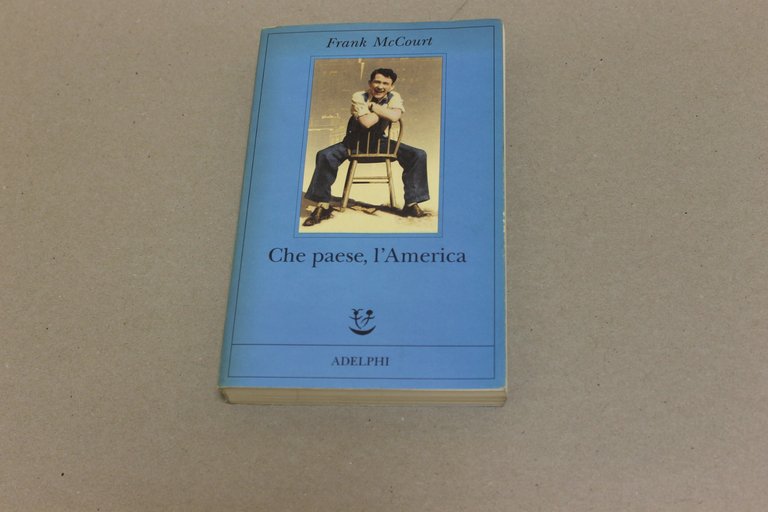 Frank McCourt
Che paese, l'America
ADELPHI